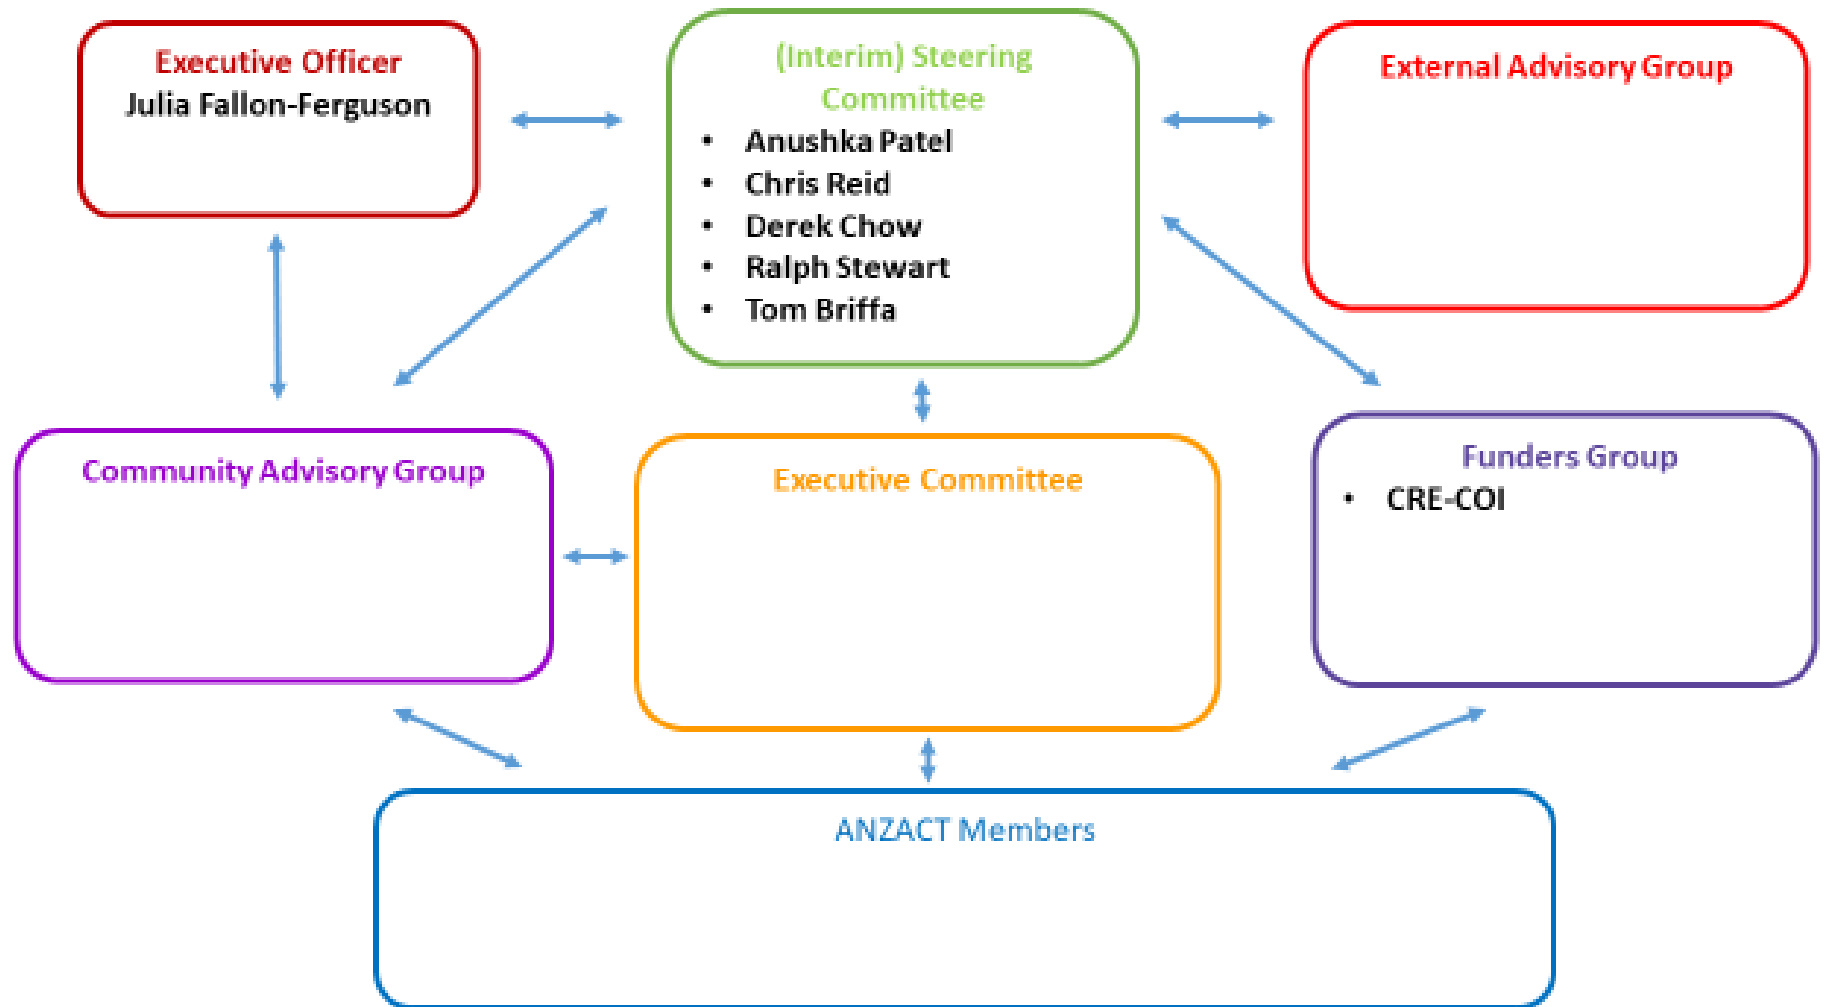 Executive Officer
Julia Fallon-Ferguson
(Interim) Steering
Committee
• Anushka Patel
• Chris Reid
• Derek Chow
• Ralph Stewart
• Tom Briffa
External Advisory Group
Community Advisory Group
Executive Committee
Funders Group
• CRE-COI
ANZACT Members